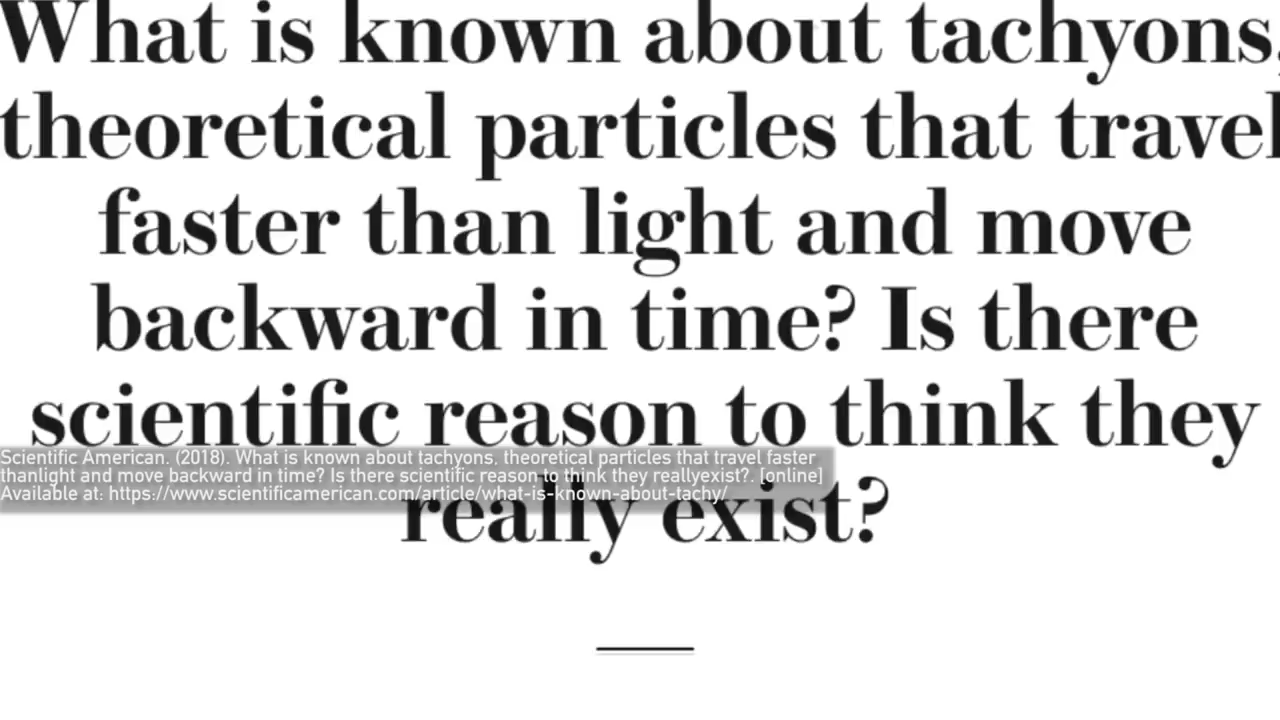 What is known about tachyons,
theoretical particles that travel
faster than light and move
backward in time? Is there
scientific reason to think they
really exist?
Scientific American. (2018). What is known about tachyons, theoretical particles that travel faster
thanlight and move backward in time? Is there scientific reason to think they reallyexist?. [online]
Available at: https://www.scientificamerican.com/article/what-is-known-about-tachy/